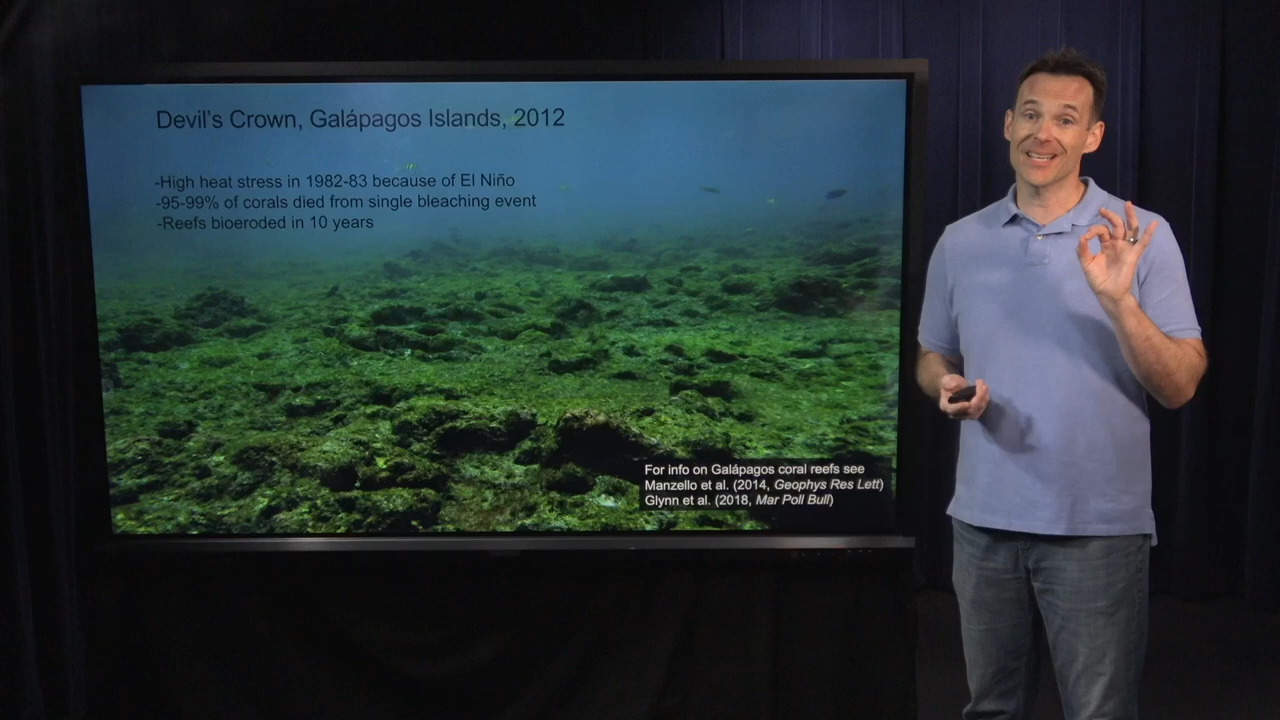 Devil's Crown, Galápagos Islands, 2012
-High heat stress in 1982-83 because of El Niño
-95-99% of corals died from single bleaching event
-Reefs bioeroded in 10 years
For info on Galápagos coral reefs see
Manzello et al. (2014, Geophys Res Lett)
Glynn et al. (2018, Mar Poll Bull)